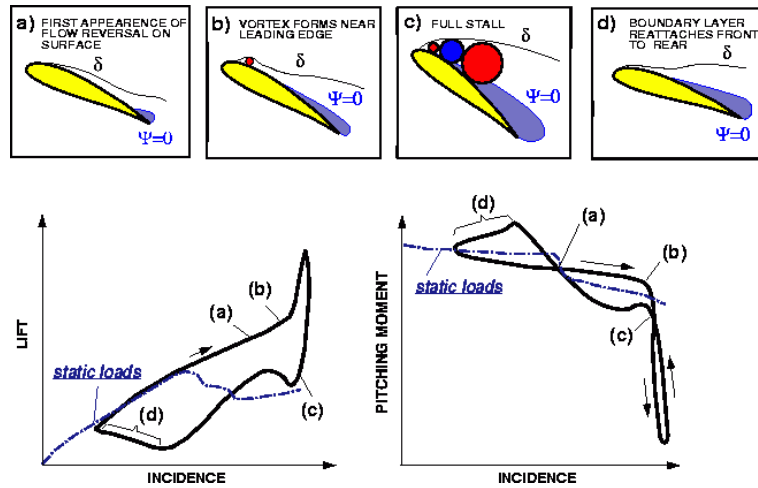 a) FIRST APPEARENCE OF
FLOW REVERSAL ON
SURFACE
δ
Ψ=0
b) VORTEX FORMS NEAR
LEADING EDGE
δ
Ψ=0
c) FULL STALL
δ
Ψ=0
d) BOUNDARY LAYER
REATTACHES FRONT
TO REAR
δ
Ψ=0
LIFT
static loads
(a)
(b)
(c)
(d)
INCIDENCE
PITCHING MOMENT
static loads
(d)
(a)
(b)
(c)
INCIDENCE